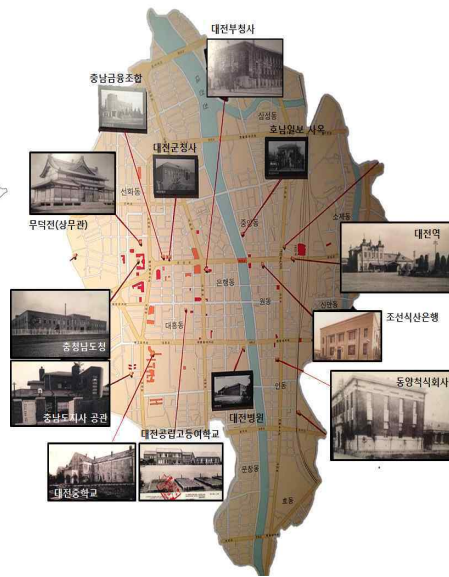 대전부청사
충남금융조합
삼성동
대전군청사
호남일보 사옥
신화동
소제동
중앙동
무덕전(상무관)
대전역
은행동
원동
신안동
조선식산은행
대흥동
충청남도청
동양척식회사
인동
충남도지사 공관
대전병원
대전공립고등여학교
문창동
대전중학교
효동